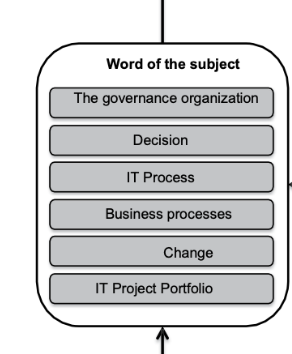 Word of the subject
The governance organization
Decision
IT Process
Business processes
Change
IT Project Portfolio